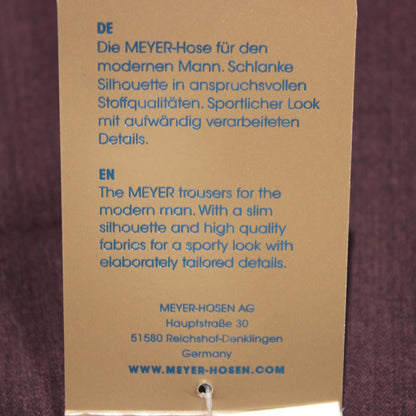 DE
Die MEYER-Hose für den
modernen Mann. Schlanke
Silhouette in anspruchsvollen
Stoffqualitäten. Sportlicher Look
mit aufwändig verarbeiteten
Details.
EN
The MEYER trousers for the
modern man. With a slim
silhouette and high quality
fabrics for a sporty look with
elaborately tailored details.
MEYER-HOSEN AG
Hauptstraße 30
51580 Reichshof-Denklingen
Germany
WWW.MEYER-HOSEN.COM